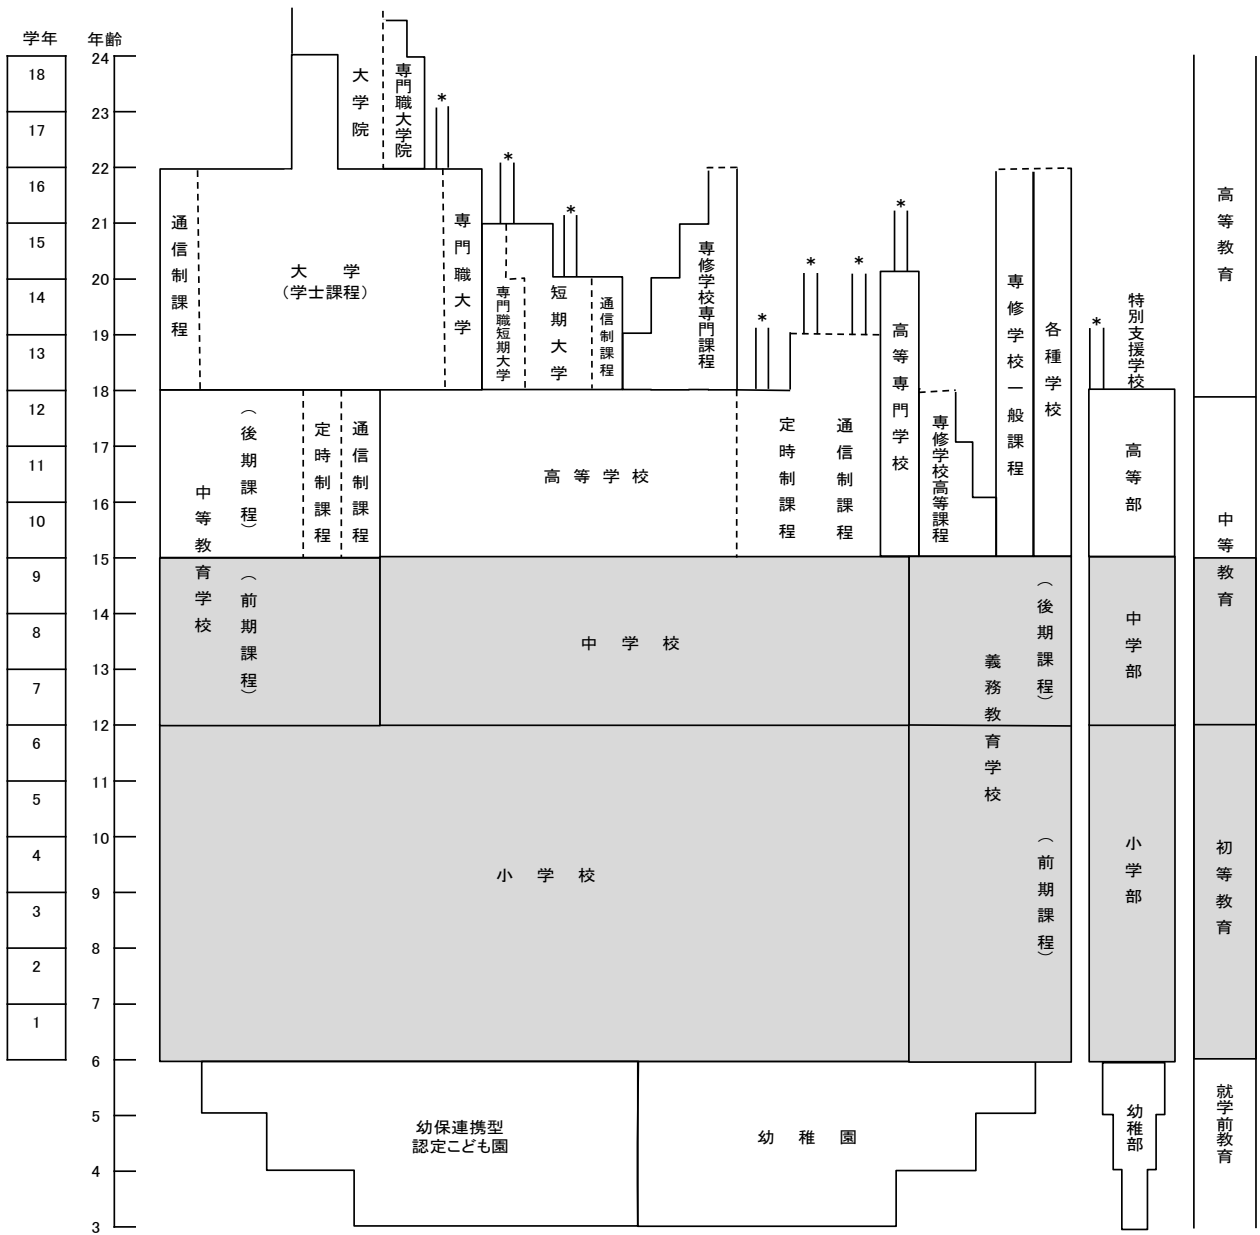 学年
年齢
18
17
16
15
14
13
12
11
10
9
8
7
6
5
4
3
2
1
24
23
22
21
20
19
18
17
16
15
14
13
12
11
10
9
8
7
6
5
4
3
大学院
専門職大学院
*
*
*
*
*
*
*
*
通信制課程
大　学
(学士課程)
専門職大学
専門職短期大学
短期大学
通信制課程
専修学校専門課程
高等専門学校
専修学校一般課程
各種学校
特別支援学校
中等教育学校
(後期課程)
定時制課程
通信制課程
高等学校
定時制課程
通信制課程
専修学校高等課程
高等部
(前期課程)
中学校
義務教育学校
(後期課程)
中学部
小学校
(前期課程)
小学部
幼保連携型
認定こども園
幼稚園
幼稚部
高等教育
中等教育
初等教育
就学前教育